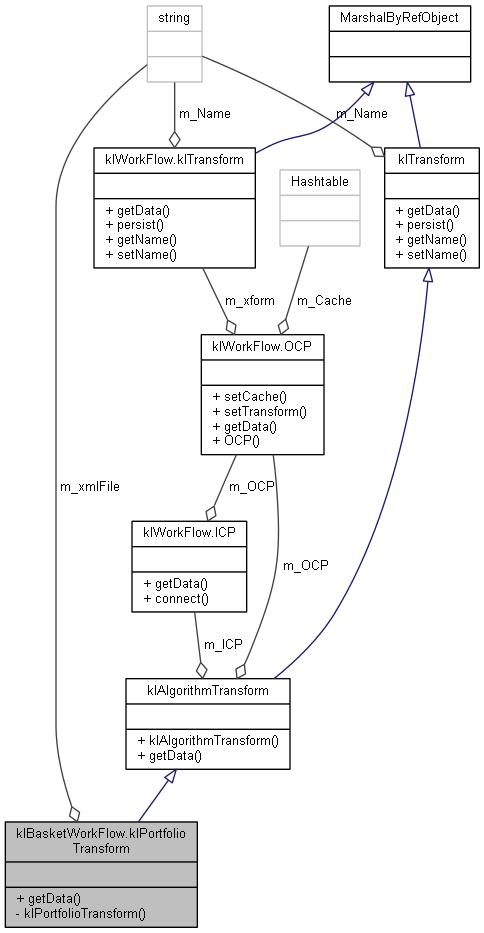 string
MarshalByRefObject
m_Name
m_Name
klWorkFlow.klTransform
+ getData()
+ persist()
+ getName()
+ setName()
klTransform
+ getData()
+ persist()
+ getName()
+ setName()
Hashtable
m_xform
m_Cache
klWorkFlow.OCP
+ setCache()
+ setTransform()
+ getData()
+ OCP()
m_xmlFile
m_OCP
klWorkFlow.ICP
+ getData()
+ connect()
m_OCP
m_ICP
klAlgorithmTransform
+ klAlgorithmTransform()
+ getData()
klBasketWorkFlow.klPortfolio
Transform
+ getData()
- klPortfolioTransform()